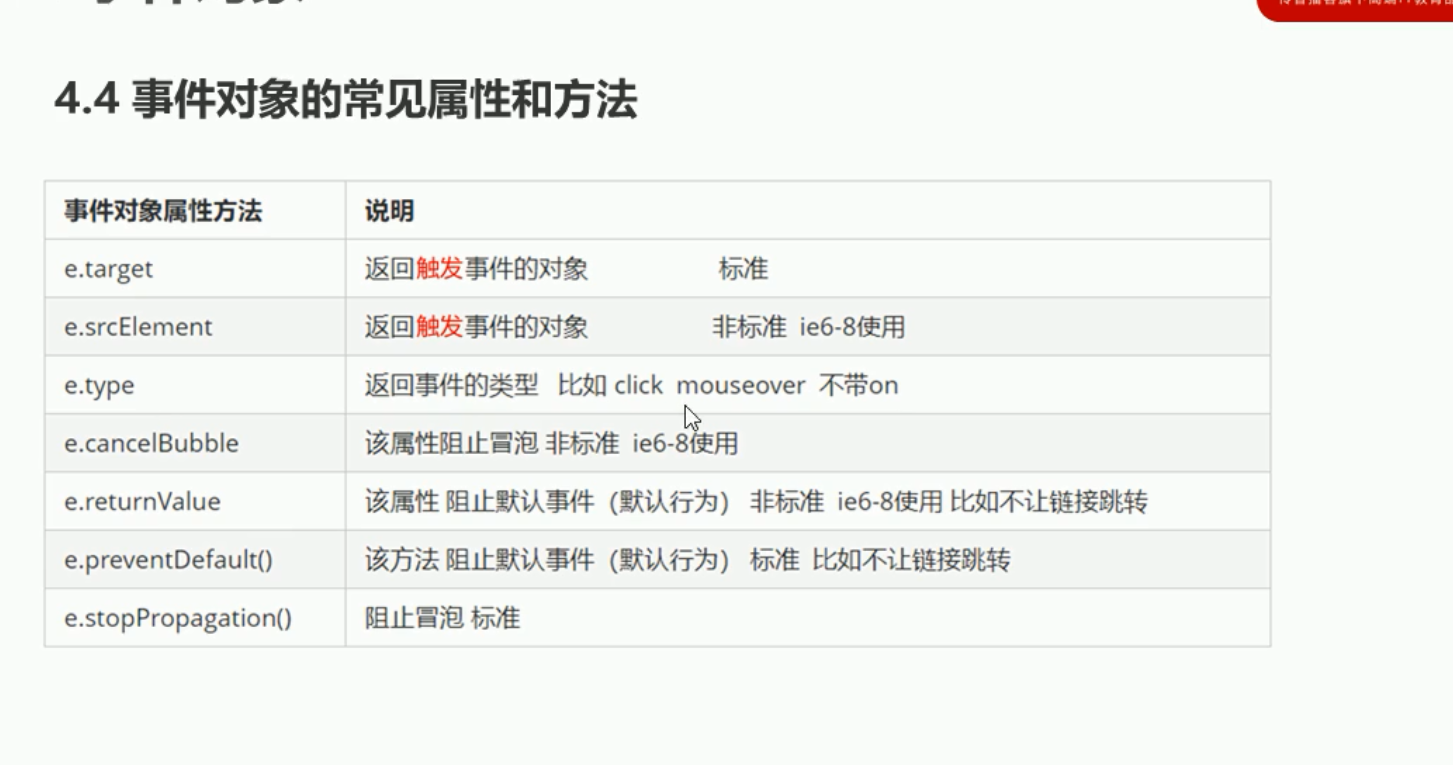 4.4 事件对象的常见属性和方法
事件对象属性方法 说明
e.target 返回触发事件的对象 标准
e.srcElement 返回触发事件的对象 非标准 ie6-8使用
e.type 返回事件的类型 比如 click mouseover 不带on
e.cancelBubble 该属性阻止冒泡 非标准 ie6-8使用
e.returnValue 该属性 阻止默认事件（默认行为） 非标准 ie6-8使用 比如不让链接跳转
e.preventDefault() 该方法 阻止默认事件（默认行为） 标准 比如不让链接跳转
e.stopPropagation() 阻止冒泡 标准